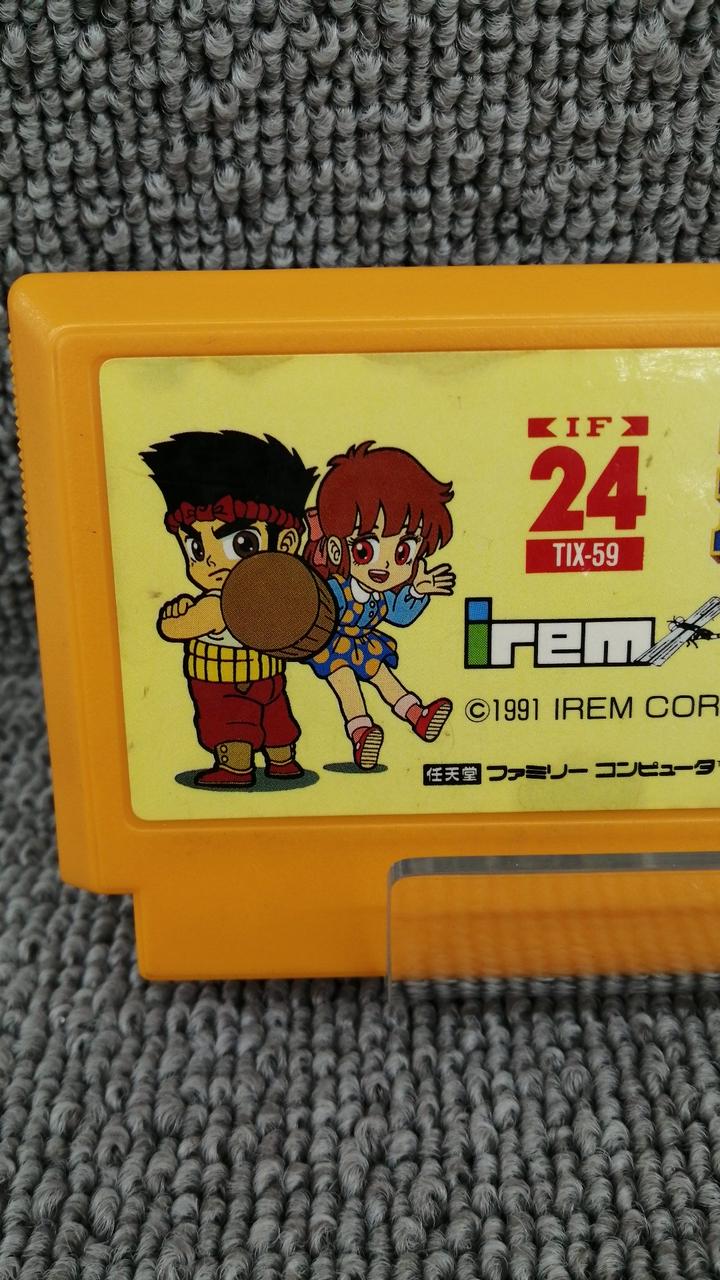 IF
24
TIX-59
irem
©1991 IREM COR
任天堂 ファミリー コンピュータ